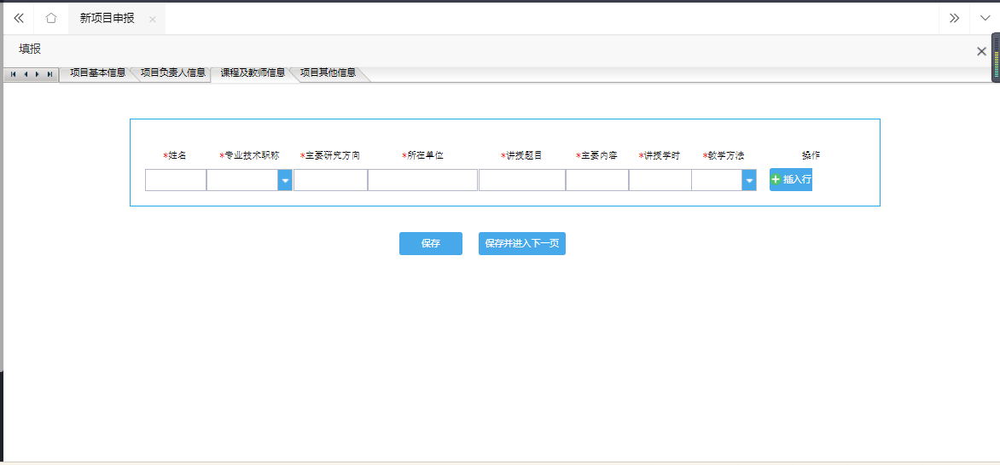 新项目申报
填报
项目基本信息 项目负责人信息 课程及教师信息 项目其他信息
*姓名 *专业技术职称 *主要研究方向 *所在单位 *讲授题目 *主要内容 *讲授学时 *教学方法 操作
插入行
保存 保存并进入下一页